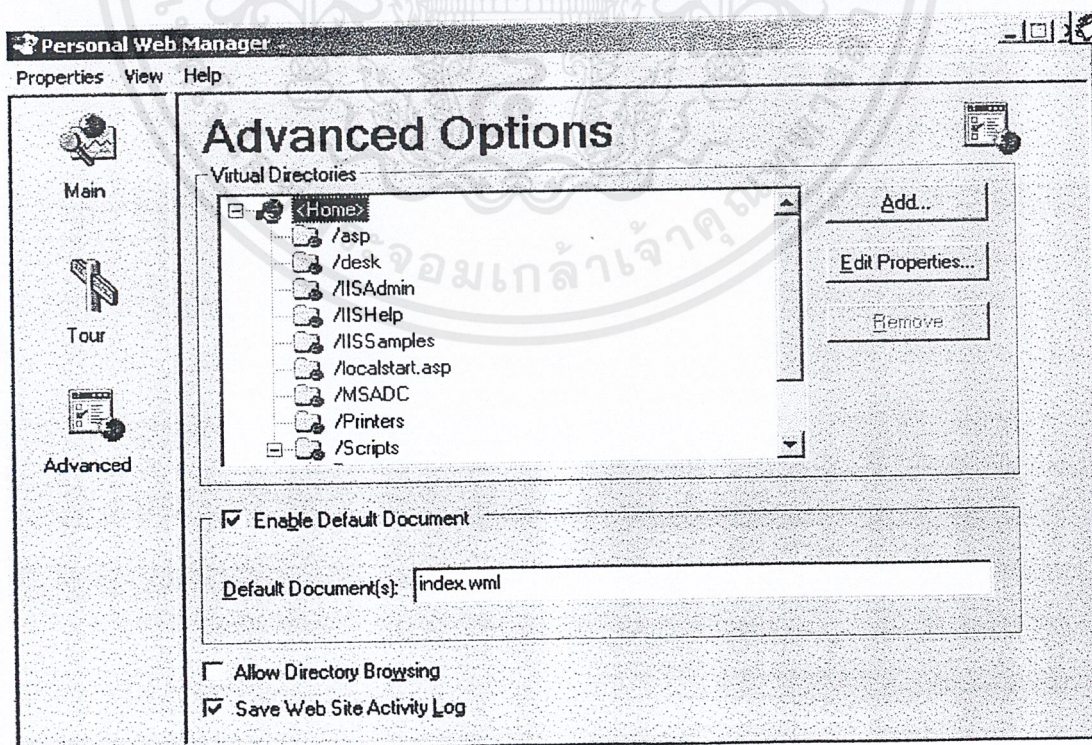 Personal Web Manager
Properties View Help
Main
Tour
Advanced
Advanced Options
Virtual Directories
<Home>
/asp
/desk
/IISAdmin
/IISHelp
/IISSamples
/localstart.asp
/MSADC
/Printers
/Scripts
Add...
Edit Properties...
Remove
Enable Default Document
Default Document(s): index.wml
Allow Directory Browsing
Save Web Site Activity Log